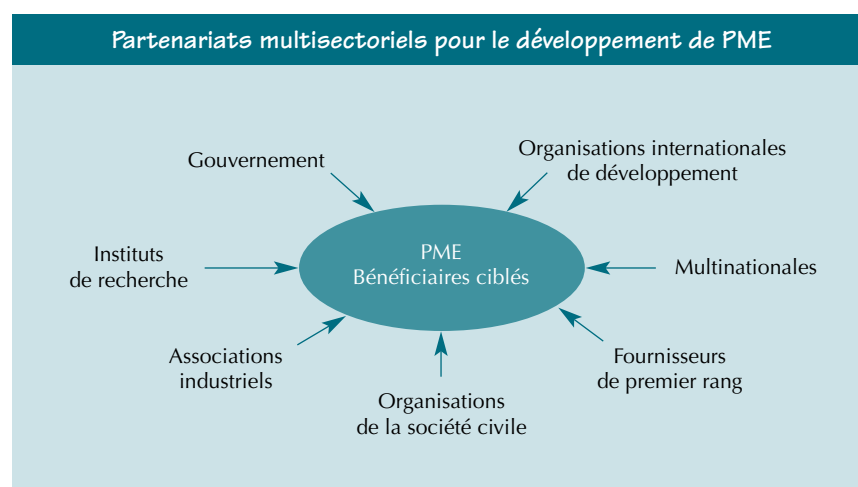 Partenariats multisectoriels pour le développement de PME
Gouvernement
Organisations internationales
de développement
Instituts
de recherche
PME
Bénéficiaires ciblés
Multinationales
Associations
industriels
Fournisseurs
de premier rang
Organisations
de la société civile